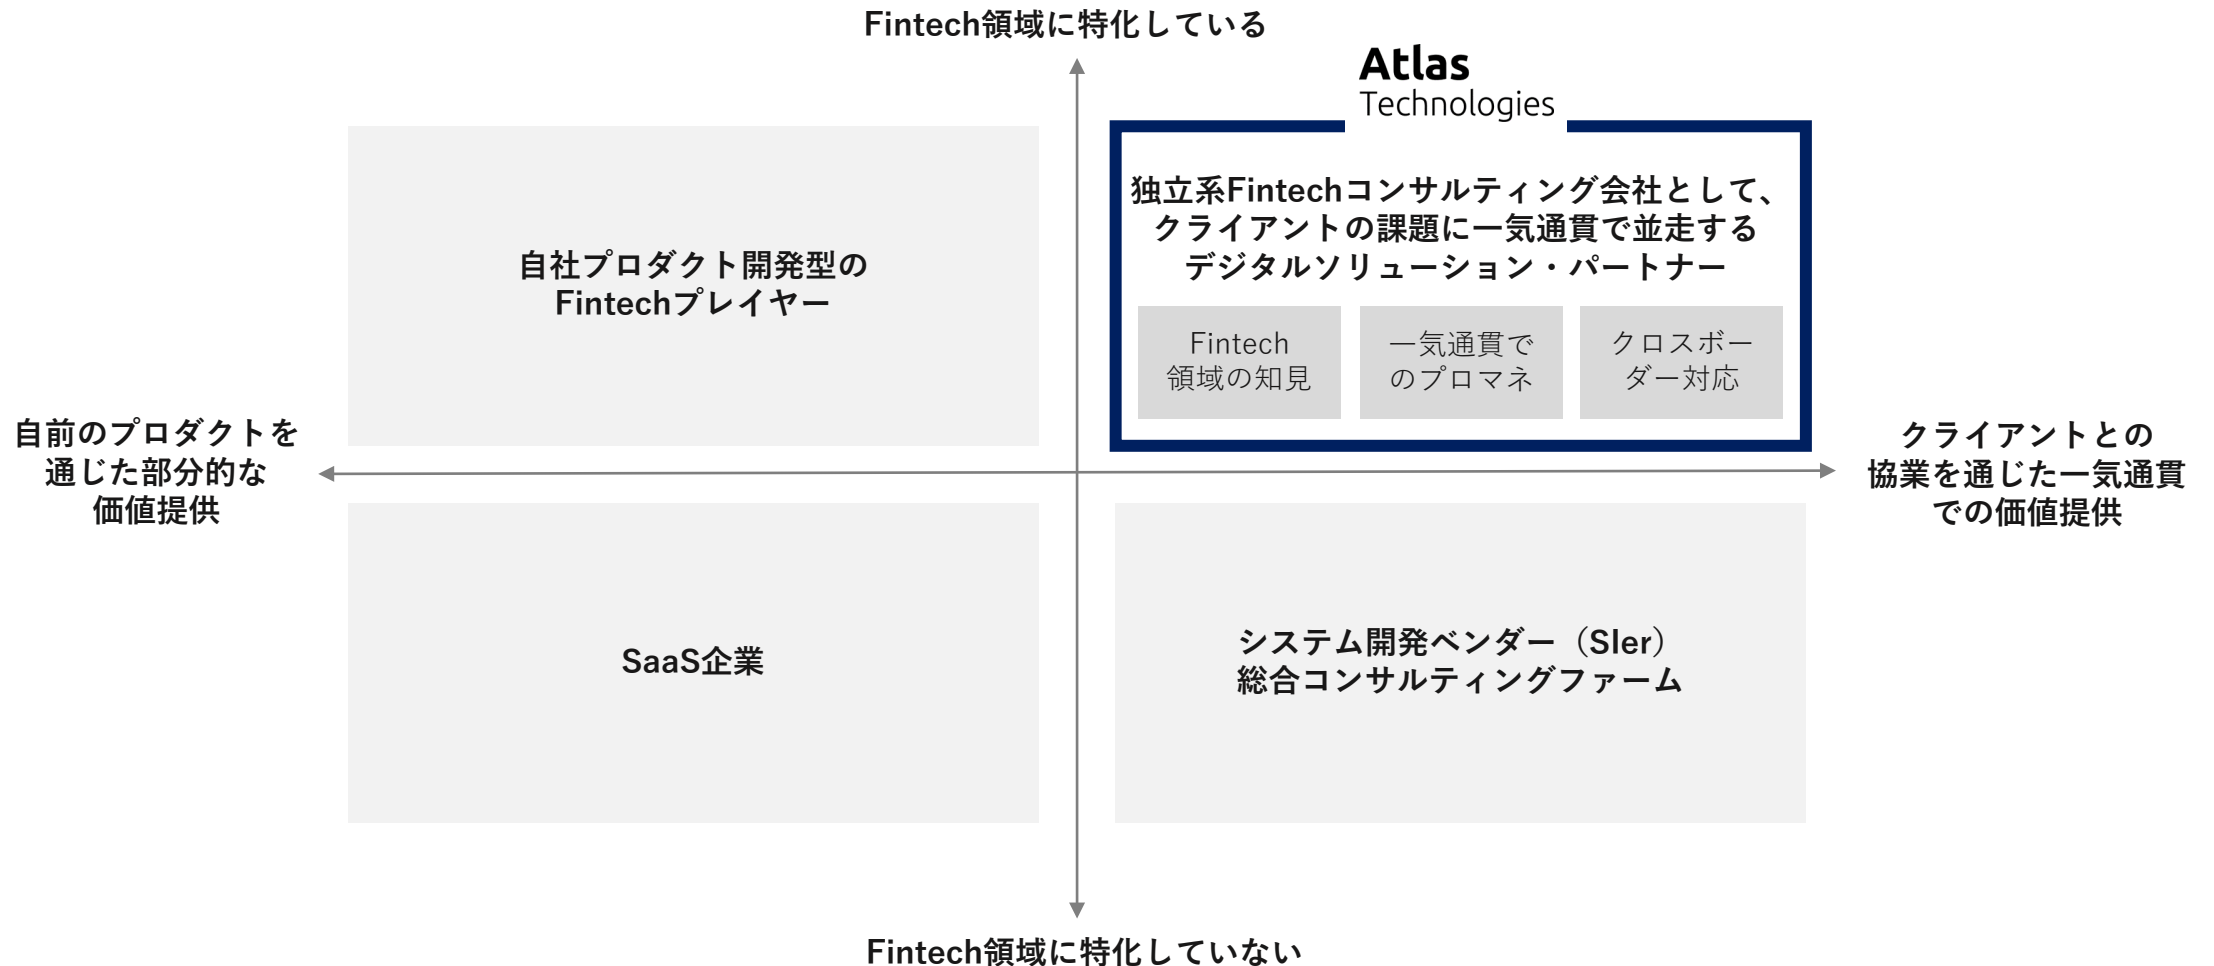 Fintech領域に特化している
Atlas
Technologies
自社プロダクト開発型の
Fintechプレイヤー
独立系Fintechコンサルティング会社として、
クライアントの課題に一気通貫で並走する
デジタルソリューション・パートナー
Fintech
領域の知見
一気通貫で
のプロマネ
クロスボー
ダー対応
自前のプロダクトを
通じた部分的な
価値提供
クライアントとの
協業を通じた一気通貫
での価値提供
SaaS企業
システム開発ベンダー（SIer）
総合コンサルティングファーム
Fintech領域に特化していない